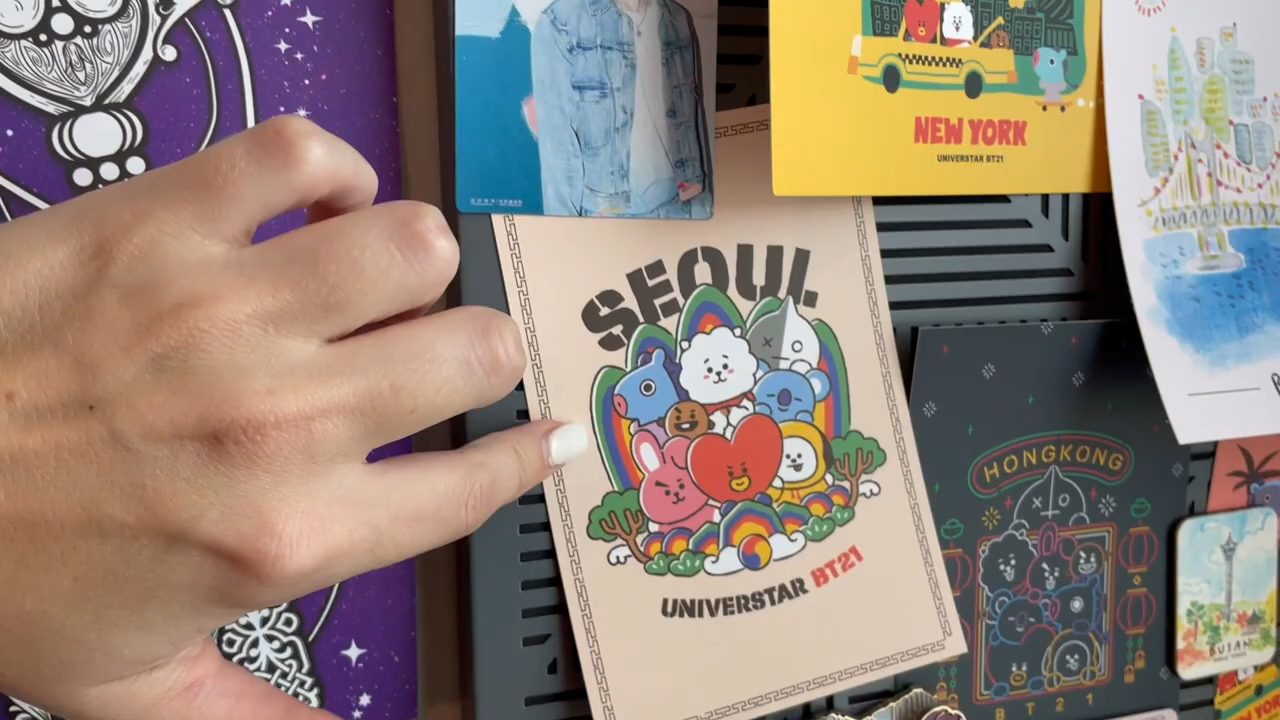 NEW YORK
UNIVERSTAR BT21
SEOUL
UNIVERSTAR BT21
HONGKONG
BT21
BUSAN